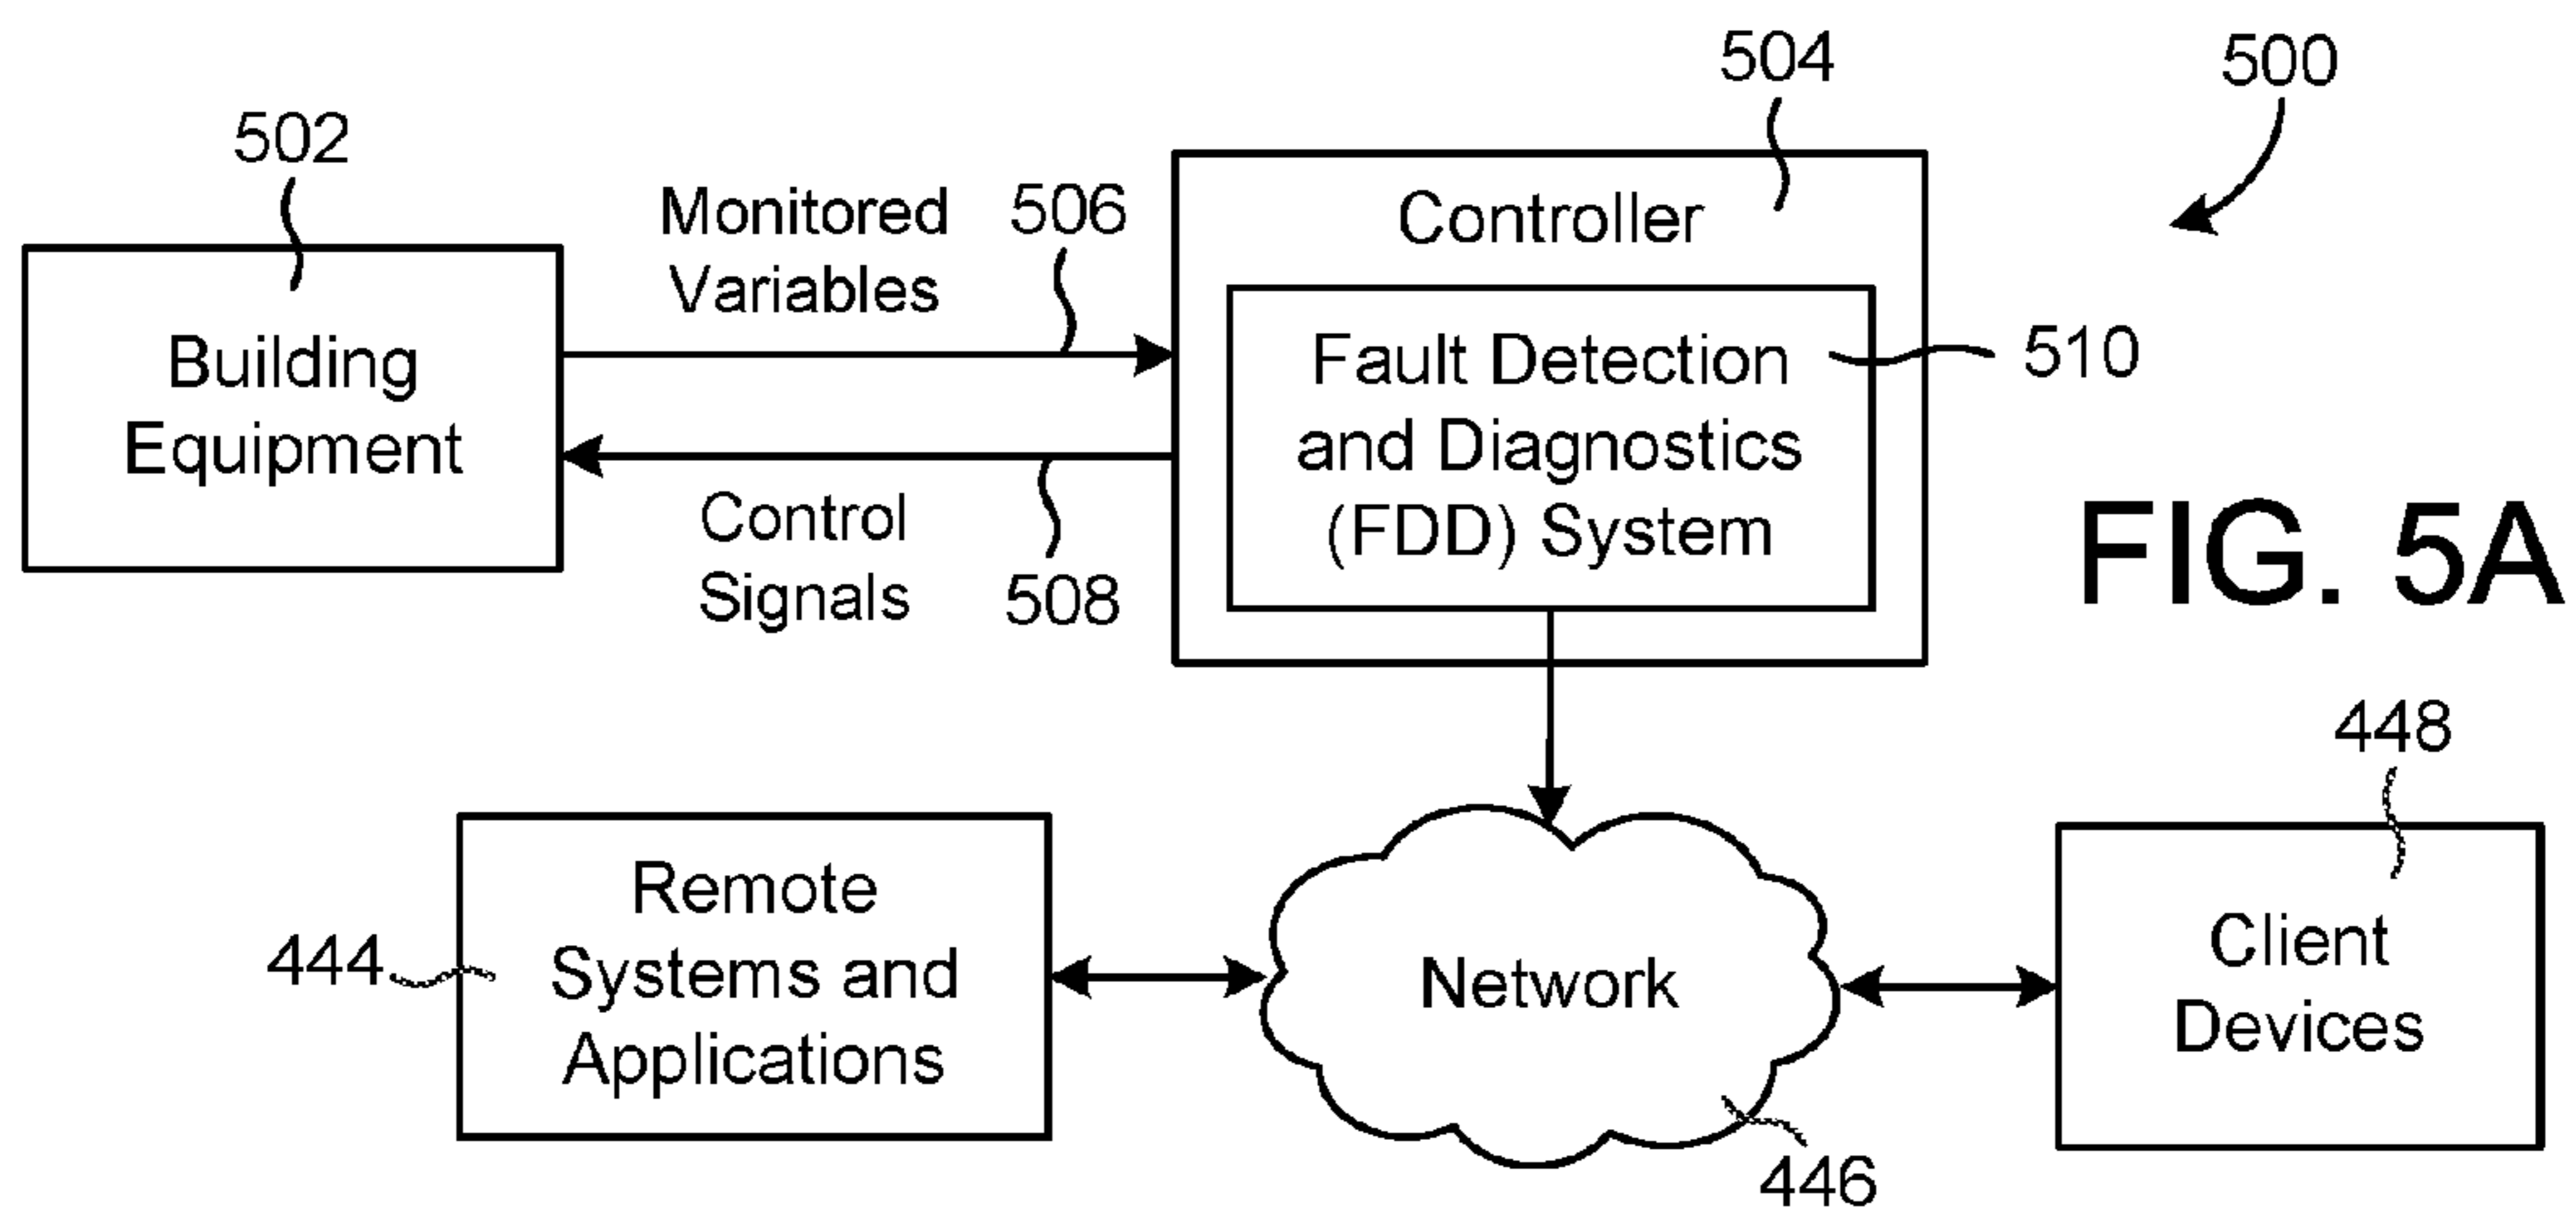 504
500
502
Monitored
Variables
506
Controller
Building
Equipment
Fault Detection
and Diagnostics
(FDD) System
510
Control
Signals
508
FIG. 5A
448
Remote
Systems and
Applications
444
Network
Client
Devices
446